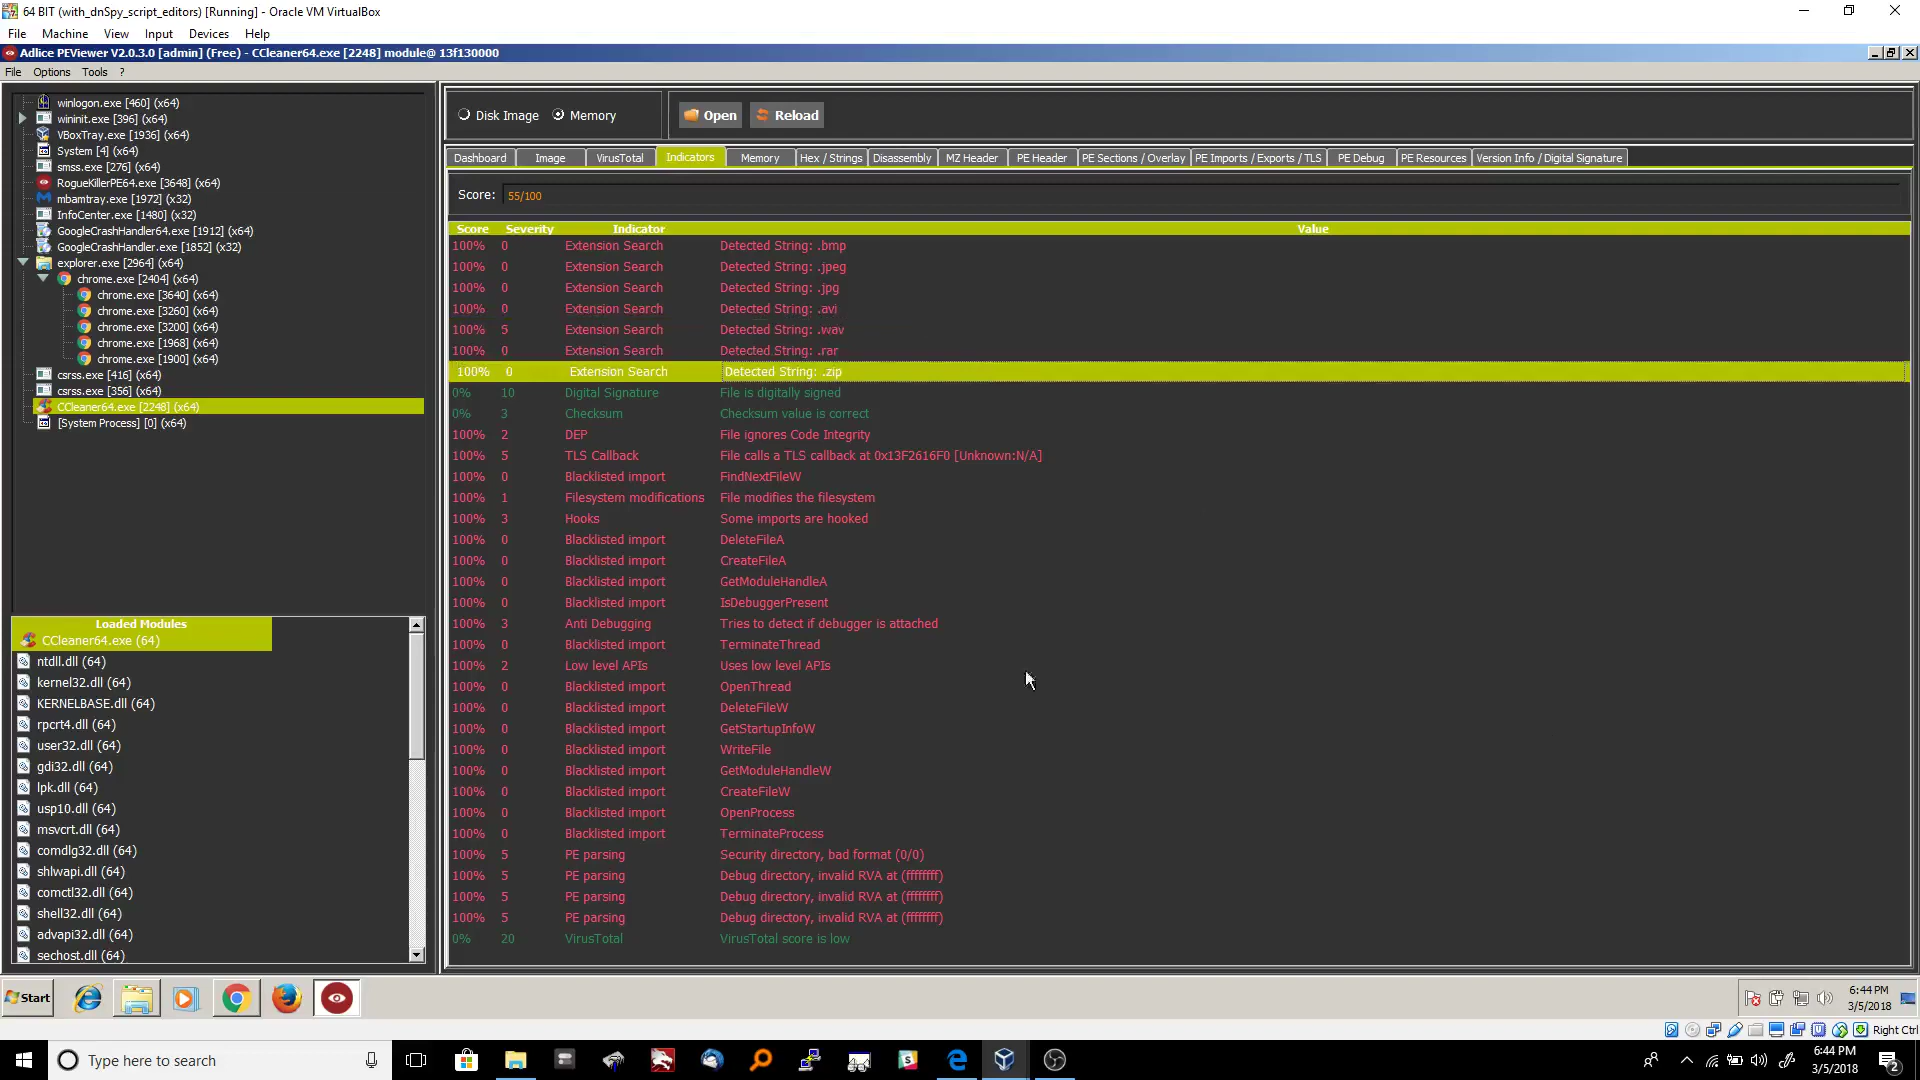 64 BIT (with_dnSpy_script_editors) [Running] - Oracle VM VirtualBox
File Machine View Input Devices Help
Adlice PEViewer V2.0.3.0 [admin] (Free) - CCleaner64.exe [2248] module@ 13f130000
File Options Tools ?
winlogon.exe [460] (x64)
wininit.exe [396] (x64)
VBoxTray.exe [1936] (x64)
System [4] (x64)
smss.exe [276] (x64)
RogueKillerPE64.exe [3648] (x64)
mbamtray.exe [1972] (x32)
InfoCenter.exe [1480] (x32)
GoogleCrashHandler64.exe [1912] (x64)
GoogleCrashHandler.exe [1852] (x32)
explorer.exe [2964] (x64)
chrome.exe [2404] (x64)
chrome.exe [3640] (x64)
chrome.exe [3260] (x64)
chrome.exe [3200] (x64)
chrome.exe [1968] (x64)
chrome.exe [1900] (x64)
csrss.exe [416] (x64)
csrss.exe [356] (x64)
CCleaner64.exe [2248] (x64)
[System Process] [0] (x64)
Loaded Modules
CCleaner64.exe (64)
ntdll.dll (64)
kernel32.dll (64)
KERNELBASE.dll (64)
rpcrt4.dll (64)
user32.dll (64)
gdi32.dll (64)
lpk.dll (64)
usp10.dll (64)
msvcrt.dll (64)
comdlg32.dll (64)
shlwapi.dll (64)
comctl32.dll (64)
shell32.dll (64)
advapi32.dll (64)
sechost.dll (64)
Disk Image Memory Open Reload
Dashboard Image VirusTotal Indicators Memory Hex / Strings Disassembly MZ Header PE Header PE Sections / Overlay PE Imports / Exports / TLS PE Debug PE Resources Version Info / Digital Signature
Score: 55/100
Score Severity Indicator Value
100% 0 Extension Search Detected String: .bmp
100% 0 Extension Search Detected String: .jpeg
100% 0 Extension Search Detected String: .jpg
100% 0 Extension Search Detected String: .avi
100% 5 Extension Search Detected String: .wav
100% 0 Extension Search Detected String: .rar
100% 0 Extension Search Detected String: .zip
0% 10 Digital Signature File is digitally signed
0% 3 Checksum Checksum value is correct
100% 2 DEP File ignores Code Integrity
100% 5 TLS Callback File calls a TLS callback at 0x13F2616F0 [Unknown:N/A]
100% 0 Blacklisted import FindNextFileW
100% 1 Filesystem modifications File modifies the filesystem
100% 3 Hooks Some imports are hooked
100% 0 Blacklisted import DeleteFileA
100% 0 Blacklisted import CreateFileA
100% 0 Blacklisted import GetModuleHandleA
100% 0 Blacklisted import IsDebuggerPresent
100% 3 Anti Debugging Tries to detect if debugger is attached
100% 0 Blacklisted import TerminateThread
100% 2 Low level APIs Uses low level APIs
100% 0 Blacklisted import OpenThread
100% 0 Blacklisted import DeleteFileW
100% 0 Blacklisted import GetStartupInfoW
100% 0 Blacklisted import WriteFile
100% 0 Blacklisted import GetModuleHandleW
100% 0 Blacklisted import CreateFileW
100% 0 Blacklisted import OpenProcess
100% 0 Blacklisted import TerminateProcess
100% 5 PE parsing Security directory, bad format (0/0)
100% 5 PE parsing Debug directory, invalid RVA at (ffffffff)
100% 5 PE parsing Debug directory, invalid RVA at (ffffffff)
100% 5 PE parsing Debug directory, invalid RVA at (ffffffff)
0% 20 VirusTotal VirusTotal score is low
Start
6:44 PM
3/5/2018
Right Ctrl
Type here to search
6:44 PM
3/5/2018
2